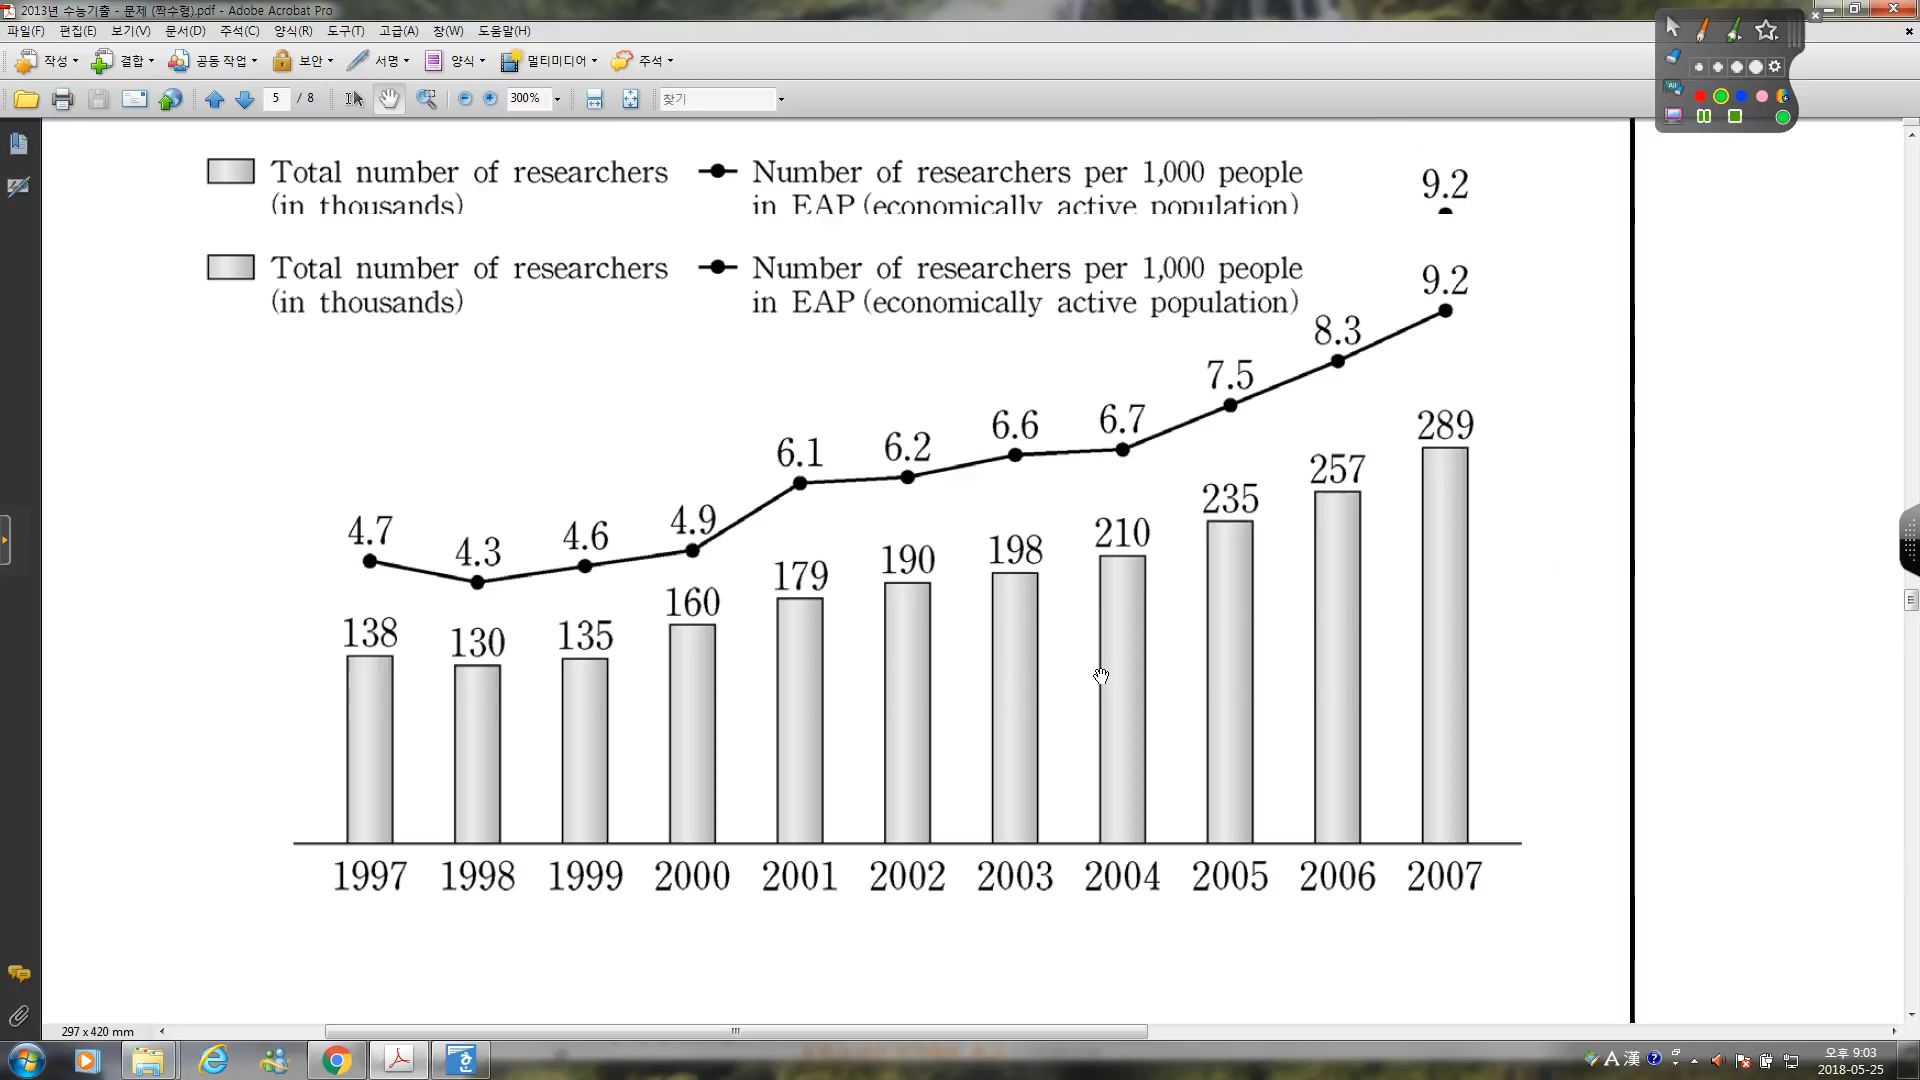 2013년 수능기출 - 문제 (짝수형).pdf - Adobe Acrobat Pro
파일(F) 편집(E) 보기(V) 문서(D) 주석(C) 양식(R) 도구(T) 고급(A) 창(W) 도움말(H)
작성 결합 공동 작업 보안 서명 양식 멀티미디어 주석
5 / 8 300% 찾기
Total number of researchers Number of researchers per 1,000 people
(in thousands) in EAP (economically active population)
9.2
Total number of researchers Number of researchers per 1,000 people
(in thousands) in EAP (economically active population)
9.2
8.3
7.5
6.7
6.6
6.2
6.1
4.9
4.6
4.3
4.7
289
257
235
210
198
190
179
160
135
130
138
1997 1998 1999 2000 2001 2002 2003 2004 2005 2006 2007
297 x 420 mm
A 漢
오후 9:03
2018-05-25